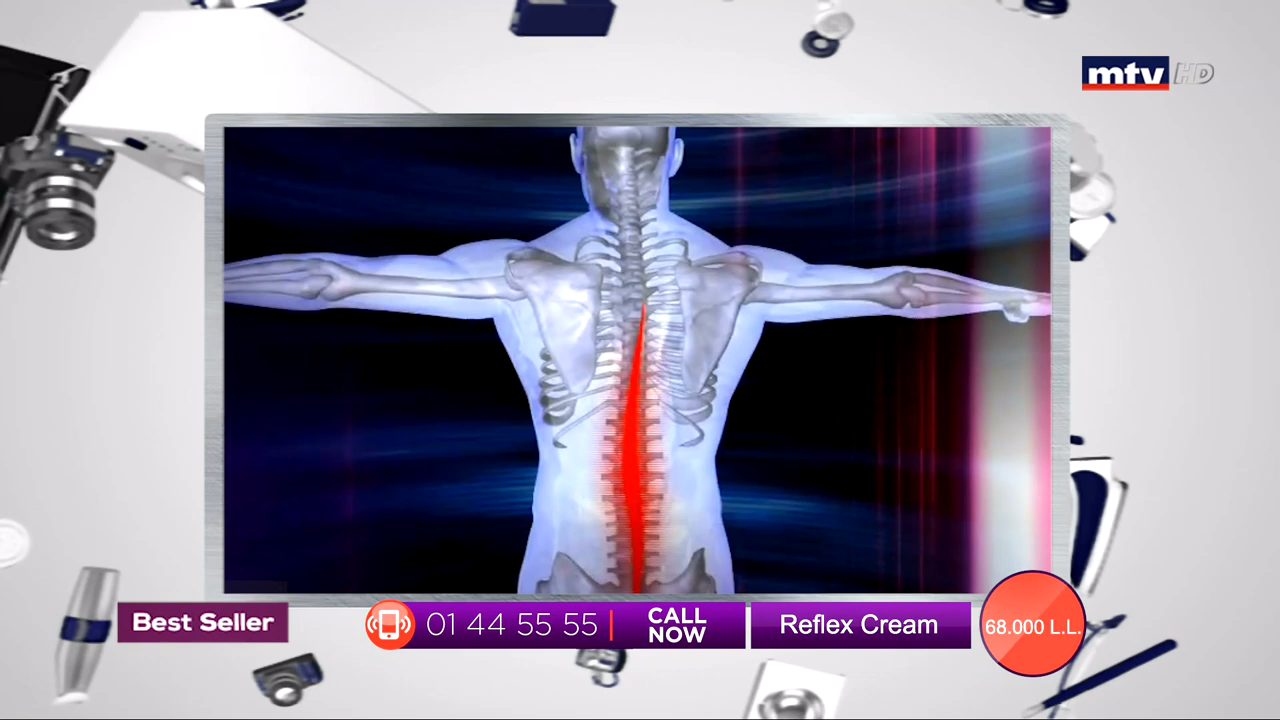 mtv HD
Best Seller
01 44 55 55
CALL
NOW
Reflex Cream
68.000 L.L.